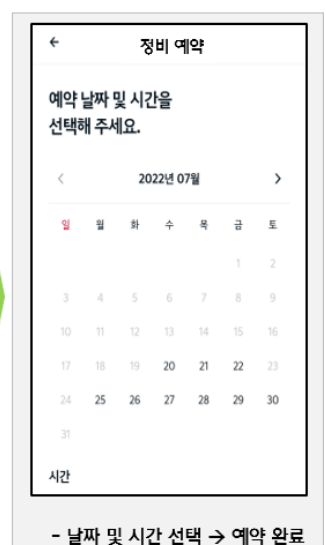 ← 정비 예약
예약 날짜 및 시간을
선택해 주세요.
< 2022년 07월 >
일 월 화 수 목 금 토
1 2
3 4 5 6 7 8 9
10 11 12 13 14 15 16
17 18 19 20 21 22 23
24 25 26 27 28 29 30
31
시간
- 날짜 및 시간 선택 → 예약 완료